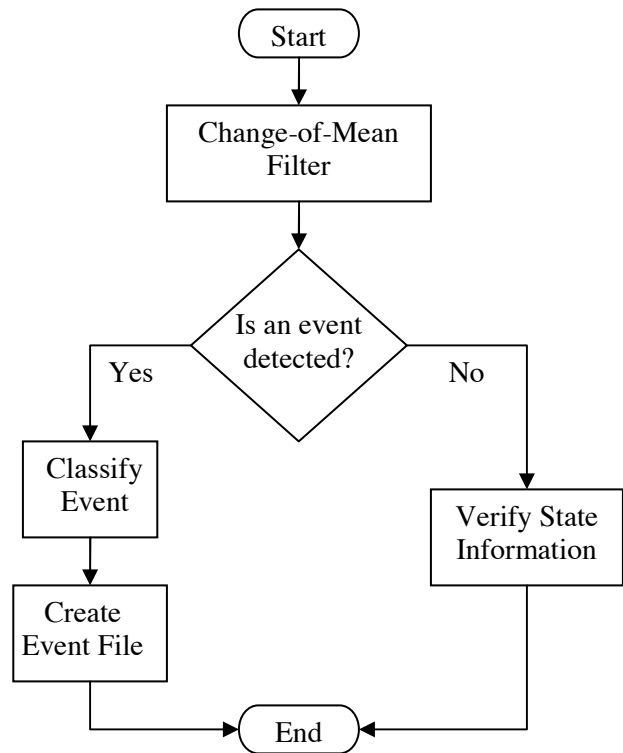 Start
Change-of-Mean
Filter
Is an event
detected?
Yes
No
Classify
Event
Verify State
Information
Create
Event File
End